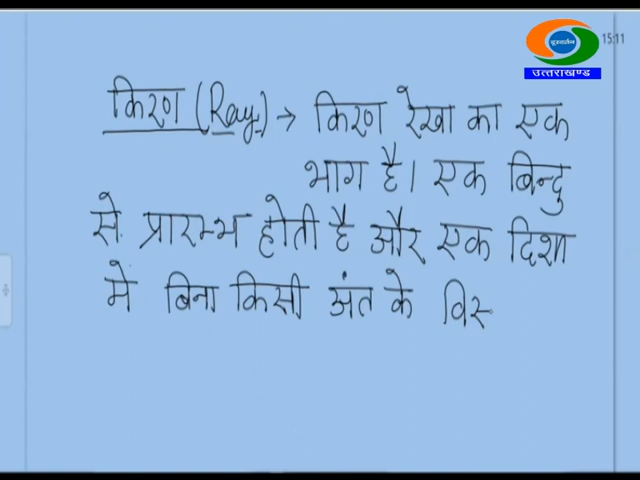 दूरदर्शन
उत्तराखण्ड
15:11
किरण (Ray) → किरण रेखा का एक
भाग है। एक बिन्दु
से प्रारम्भ होती है और एक दिशा
में बिना किसी अंत के विस